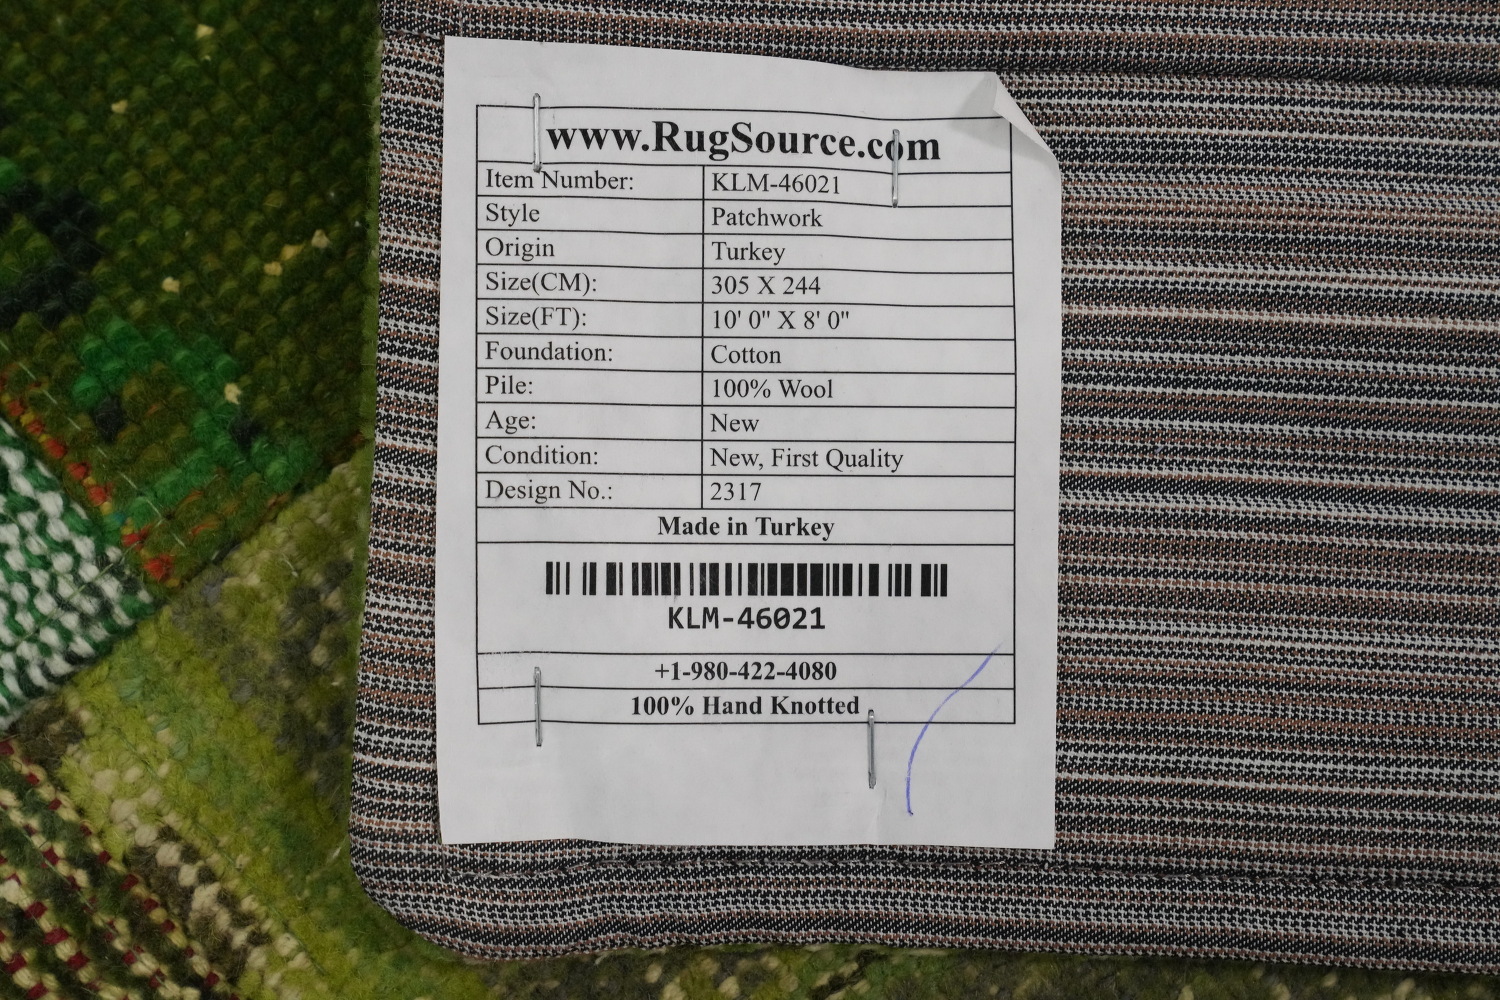 www.RugSource.com
Item Number: KLM-46021
Style Patchwork
Origin Turkey
Size(CM): 305 X 244
Size(FT): 10' 0" X 8' 0"
Foundation: Cotton
Pile: 100% Wool
Age: New
Condition: New, First Quality
Design No.: 2317
Made in Turkey
KLM-46021
+1-980-422-4080
100% Hand Knotted